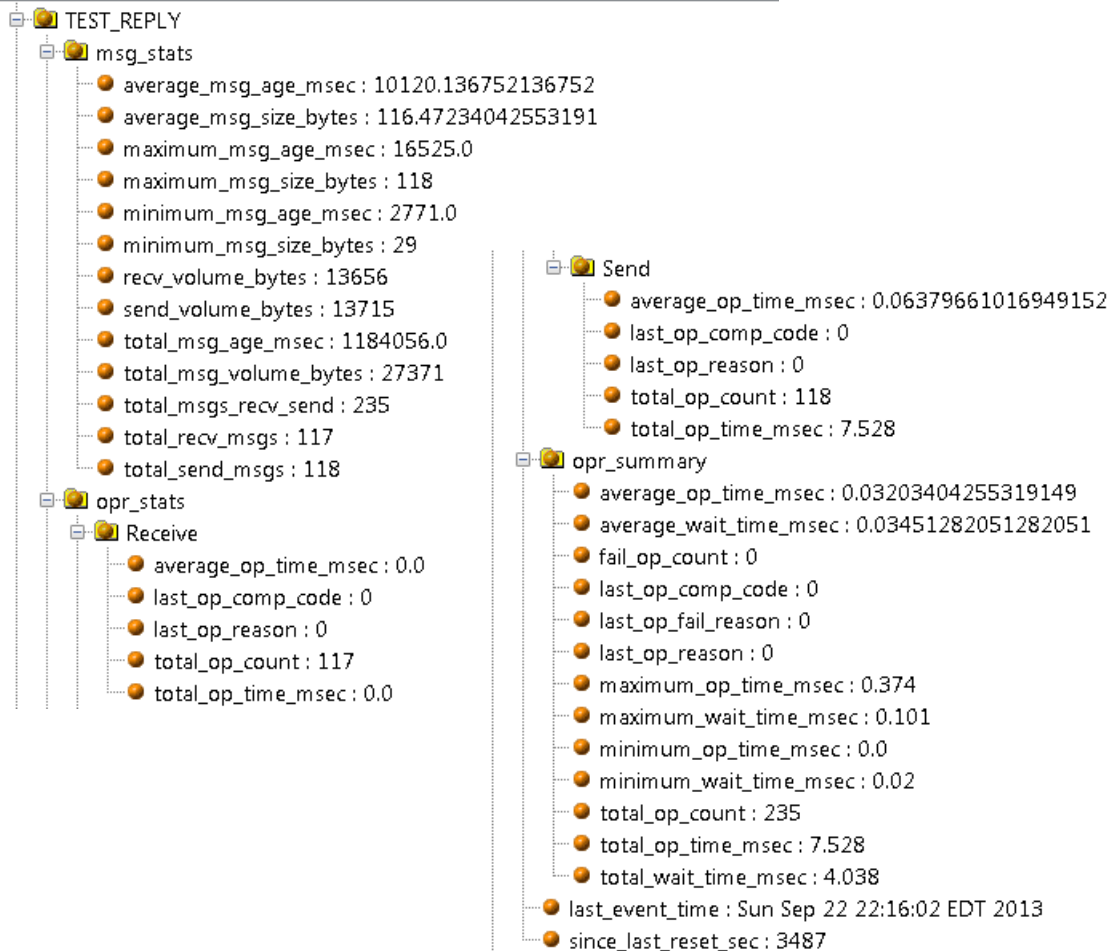 TEST_REPLY
msg_stats
average_msg_age_msec : 10120.136752136752
average_msg_size_bytes : 116.47234042553191
maximum_msg_age_msec : 16525.0
maximum_msg_size_bytes : 118
minimum_msg_age_msec : 2771.0
minimum_msg_size_bytes : 29
recv_volume_bytes : 13656
send_volume_bytes : 13715
total_msg_age_msec : 1184056.0
total_msg_volume_bytes : 27371
total_msgs_recv_send : 235
total_recv_msgs : 117
total_send_msgs : 118
opr_stats
Receive
average_op_time_msec : 0.0
last_op_comp_code : 0
last_op_reason : 0
total_op_count : 117
total_op_time_msec : 0.0
Send
average_op_time_msec : 0.06379661016949152
last_op_comp_code : 0
last_op_reason : 0
total_op_count : 118
total_op_time_msec : 7.528
opr_summary
average_op_time_msec : 0.03203404255319149
average_wait_time_msec : 0.03451282051282051
fail_op_count : 0
last_op_comp_code : 0
last_op_fail_reason : 0
last_op_reason : 0
maximum_op_time_msec : 0.374
maximum_wait_time_msec : 0.101
minimum_op_time_msec : 0.0
minimum_wait_time_msec : 0.02
total_op_count : 235
total_op_time_msec : 7.528
total_wait_time_msec : 4.038
last_event_time : Sun Sep 22 22:16:02 EDT 2013
since_last_reset_sec : 3487